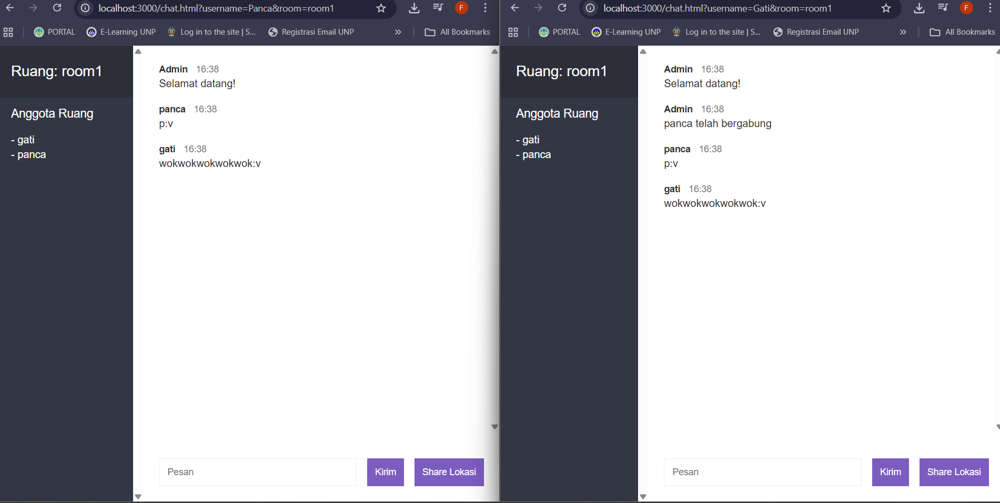 localhost:3000/chat.html?username=Panca&room=room1
F
PORTAL
E-Learning UNP
Log in to the site | S...
Registrasi Email UNP
All Bookmarks
Ruang: room1
Anggota Ruang
- gati
- panca
Admin 16:38
Selamat datang!
panca 16:38
p:v
gati 16:38
wokwokwokwokwok:v
Pesan
Kirim
Share Lokasi
localhost:3000/chat.html?username=Gati&room=room1
F
PORTAL
E-Learning UNP
Log in to the site | S...
Registrasi Email UNP
All Bookmarks
Ruang: room1
Anggota Ruang
- gati
- panca
Admin 16:38
Selamat datang!
Admin 16:38
panca telah bergabung
panca 16:38
p:v
gati 16:38
wokwokwokwokwok:v
Pesan
Kirim
Share Lokasi